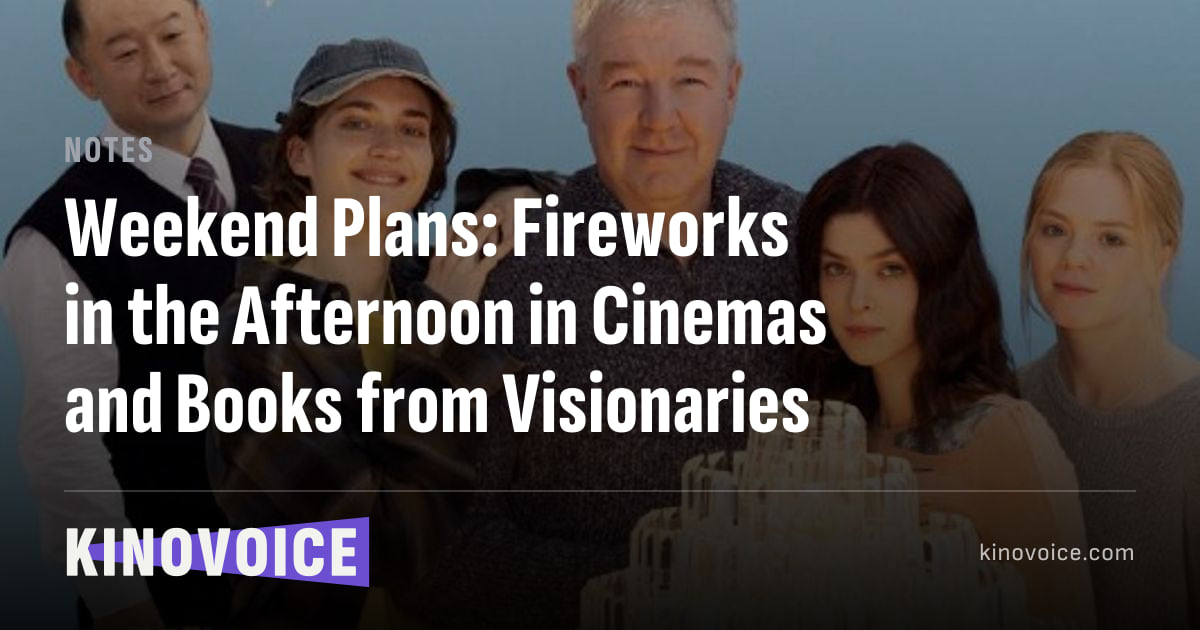 NOTES
Weekend Plans: Fireworks
in the Afternoon in Cinemas
and Books from Visionaries
KINOVOICE
kinovoice.com